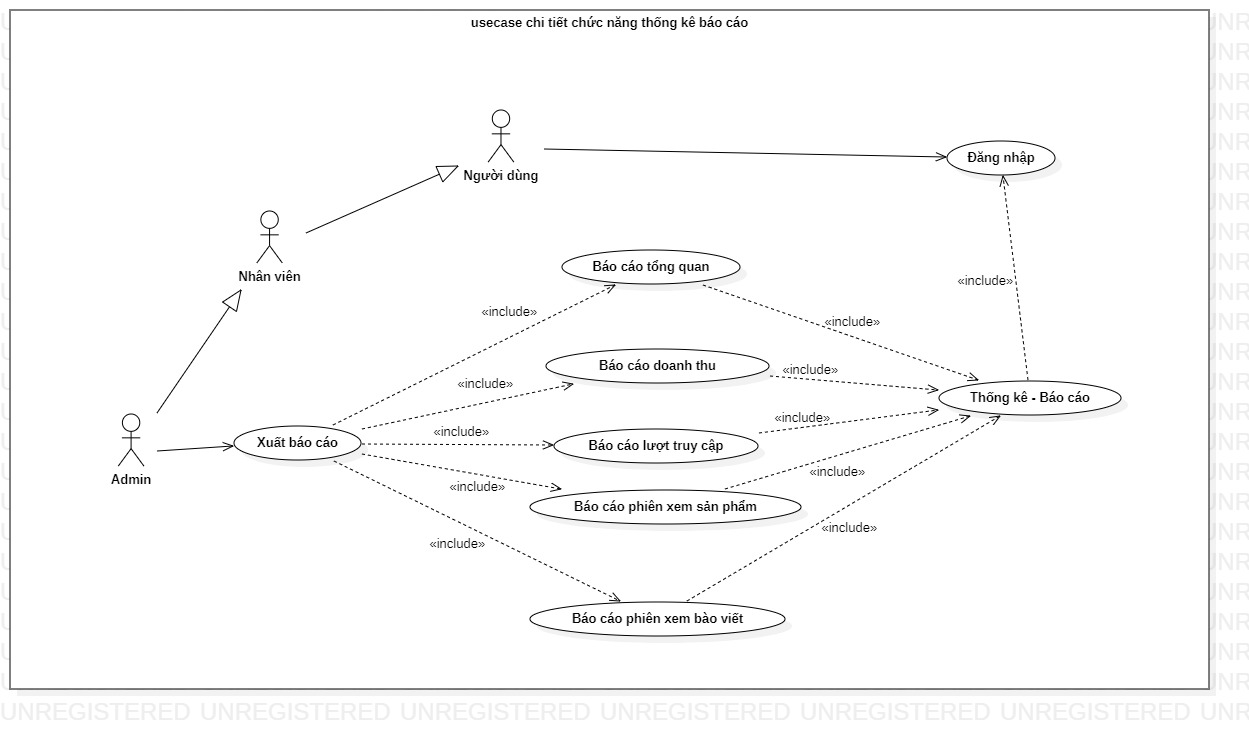 usecase chi tiết chức năng thống kê báo cáo
Người dùng
Đăng nhập
Nhân viên
Báo cáo tổng quan
«include»
«include»
«include»
Báo cáo doanh thu
«include»
«include»
Thống kê - Báo cáo
Admin
Xuất báo cáo
«include»
Báo cáo lượt truy cập
«include»
«include»
Báo cáo phiên xem sản phẩm
«include»
«include»
«include»
Báo cáo phiên xem bào viết
UNREGISTERED UNREGISTERED UNREGISTERED UNREGISTERED UNREGISTERED UNREGISTERED UNR